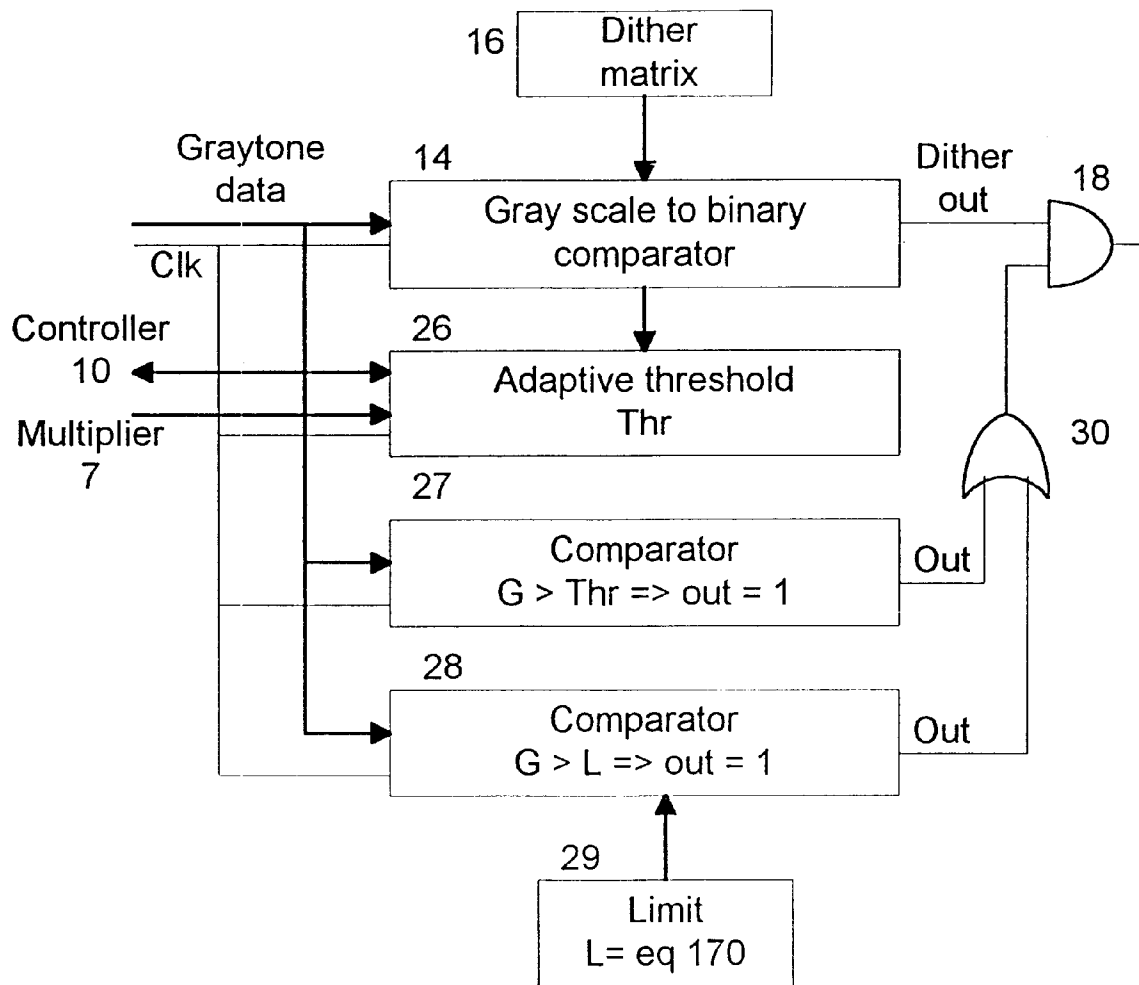 16
Dither
matrix
Graytone
data
14
Gray scale to binary
comparator
Dither
out
18
Clk
Controller
10
26
Adaptive threshold
Thr
Multiplier
7
30
27
Comparator
G > Thr => out = 1
Out
28
Comparator
G > L => out = 1
Out
29
Limit
L= eq 170